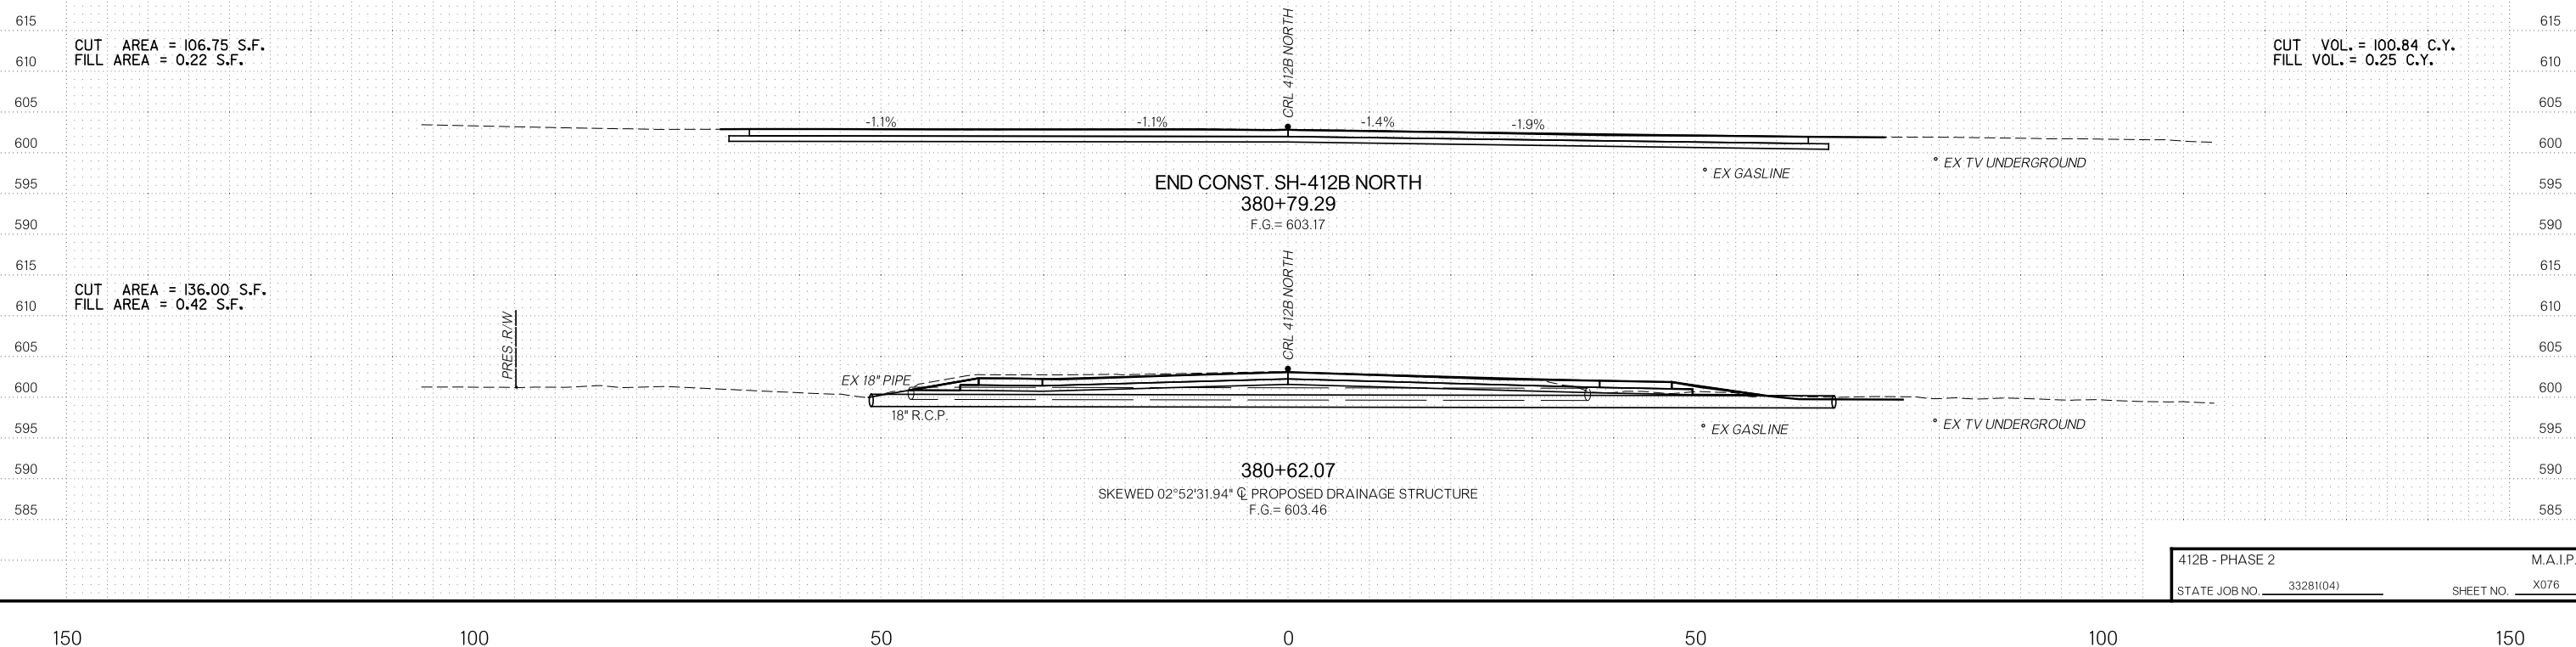 615
CRL 412B NORTH
615
CUT AREA = 106.75 S.F.
FILL AREA = 0.22 S.F.
CUT VOL. = 100.84 C.Y.
FILL VOL. = 0.25 C.Y.
610
610
605
605
-1.1%
-1.1%
-1.4%
-1.9%
600
600
EX GASLINE
EX TV UNDERGROUND
595
END CONST. SH-412B NORTH
595
380+79.29
590
F.G.= 603.17
590
615
CRL 412B NORTH
615
CUT AREA = 136.00 S.F.
FILL AREA = 0.42 S.F.
610
610
PRES. R/W
605
605
600
EX 18" PIPE
600
18" R.C.P.
595
EX GASLINE
EX TV UNDERGROUND
595
590
380+62.07
590
SKEWED 02°52'31.94" ℄ PROPOSED DRAINAGE STRUCTURE
585
F.G.= 603.46
585
412B - PHASE 2
M.A.I.P.
STATE JOB NO. 33281(04)
SHEET NO. X076
150
100
50
0
50
100
150